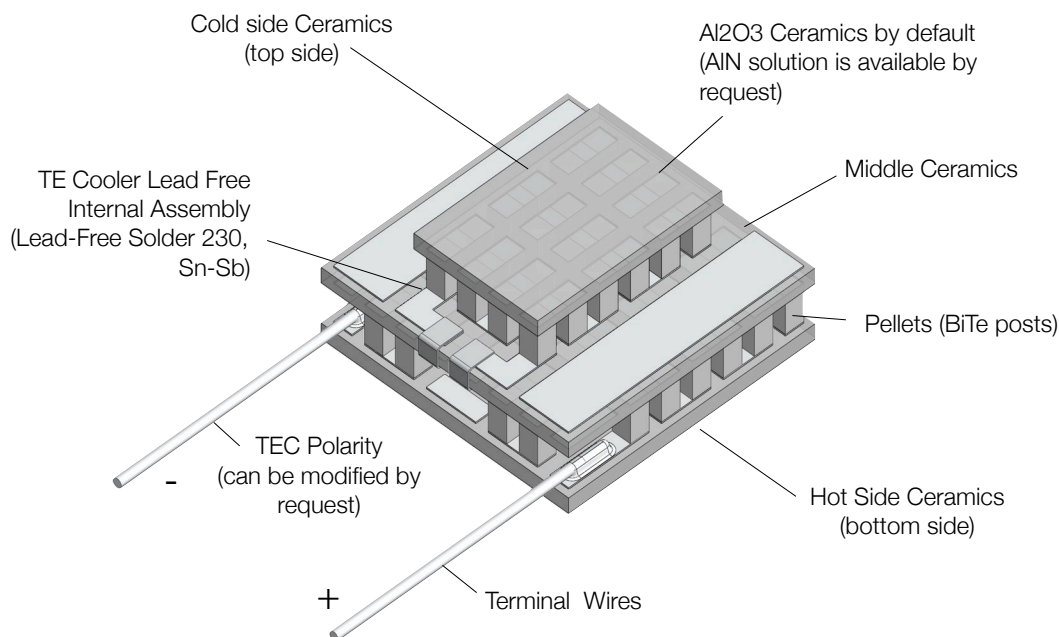 Cold side Ceramics
(top side)
Al2O3 Ceramics by default
(AlN solution is available by
request)
TE Cooler Lead Free
Internal Assembly
(Lead-Free Solder 230,
Sn-Sb)
Middle Ceramics
Pellets (BiTe posts)
TEC Polarity
(can be modified by
request)
-
Hot Side Ceramics
(bottom side)
+
Terminal Wires